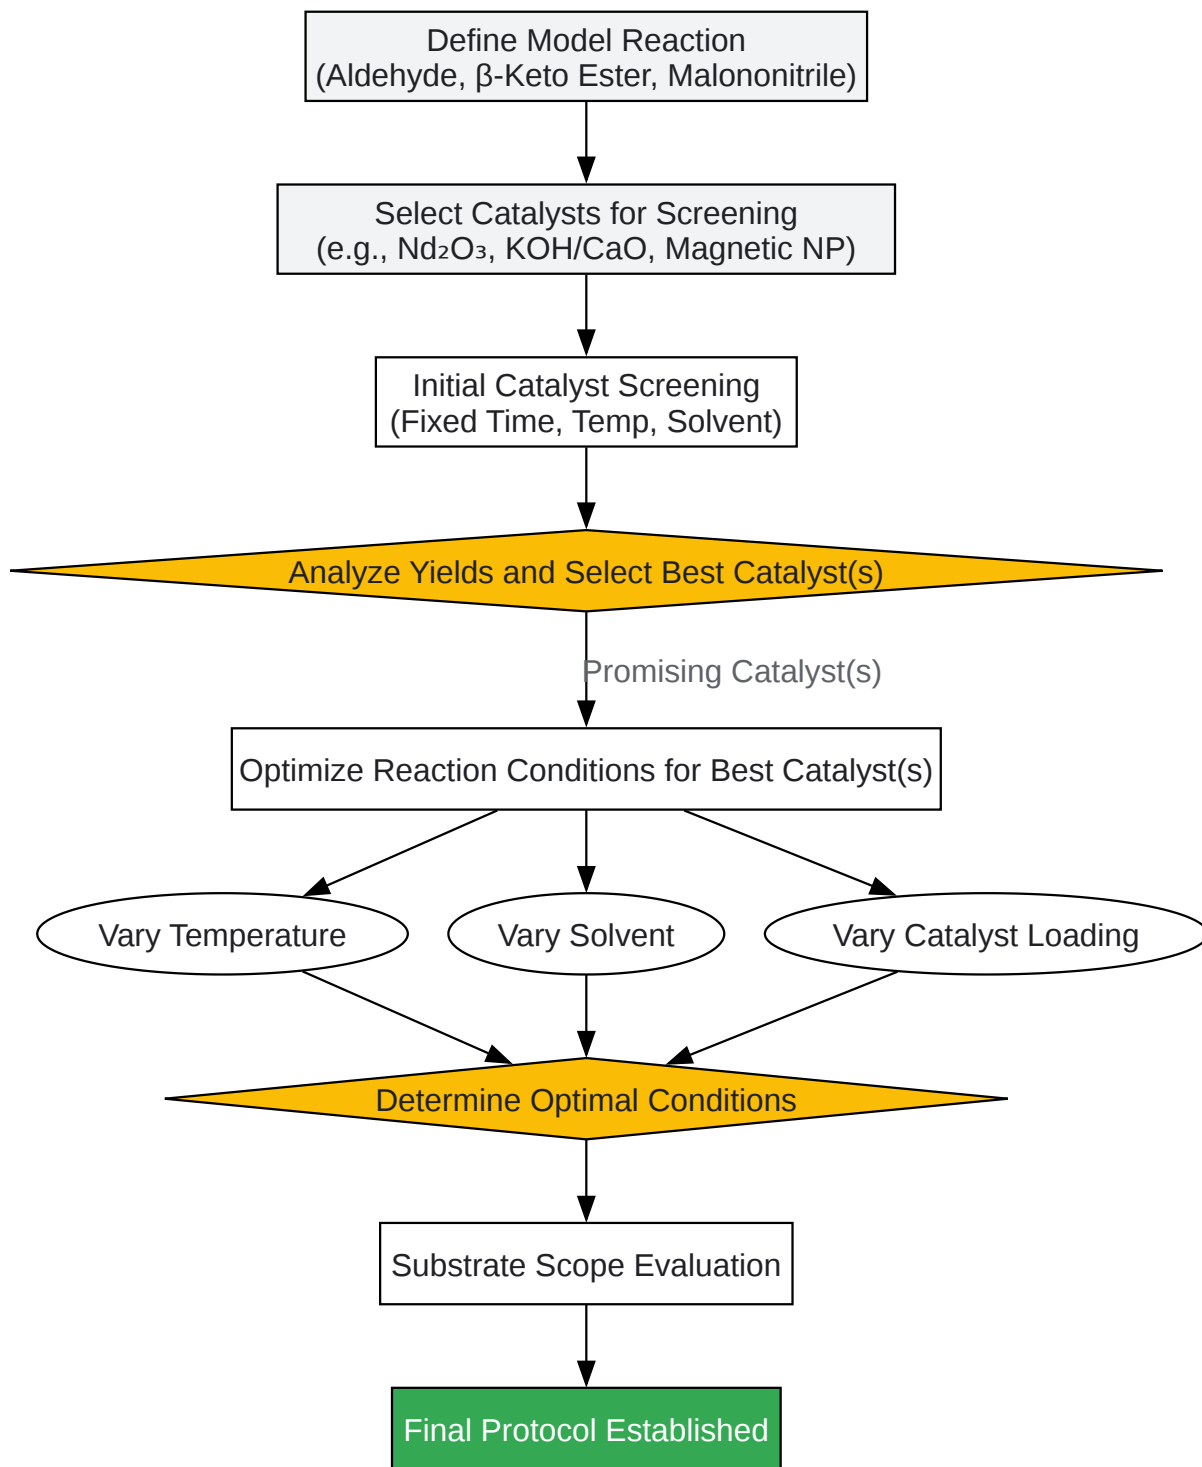 Define Model Reaction
(Aldehyde, β-Keto Ester, Malononitrile)
Select Catalysts for Screening
(e.g., Nd₂O₃, KOH/CaO, Magnetic NP)
Initial Catalyst Screening
(Fixed Time, Temp, Solvent)
Analyze Yields and Select Best Catalyst(s)
Promising Catalyst(s)
Optimize Reaction Conditions for Best Catalyst(s)
Vary Temperature
Vary Solvent
Vary Catalyst Loading
Determine Optimal Conditions
Substrate Scope Evaluation
Final Protocol Established